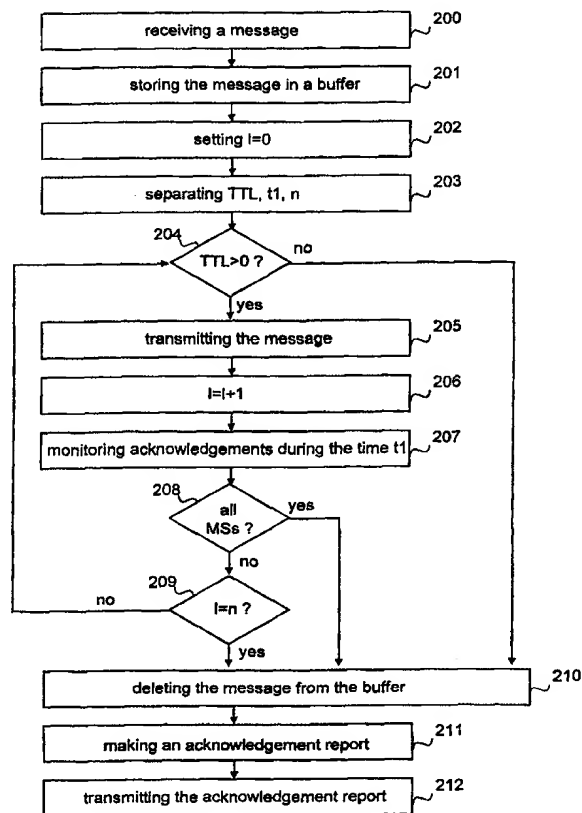 receiving a message
200
storing the message in a buffer
201
setting I=0
202
separating TTL, t1, n
203
204
TTL>0 ?
no
yes
transmitting the message
205
I=I+1
206
monitoring acknowledgements during the time t1
207
208
all
MSs ?
yes
no
209
I=n ?
no
yes
deleting the message from the buffer
210
making an acknowledgement report
211
transmitting the acknowledgement report
212